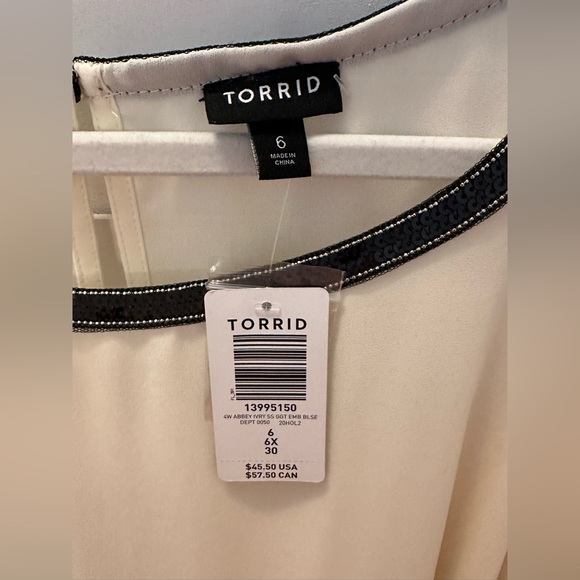 TORRID
6
MADE IN
CHINA
TORRID
13995150
4W ABBEY IVRY SS GGT EMB BLSE
DEPT 0050 20HOL2
6
6X
30
$45.50 USA
$57.50 CAN